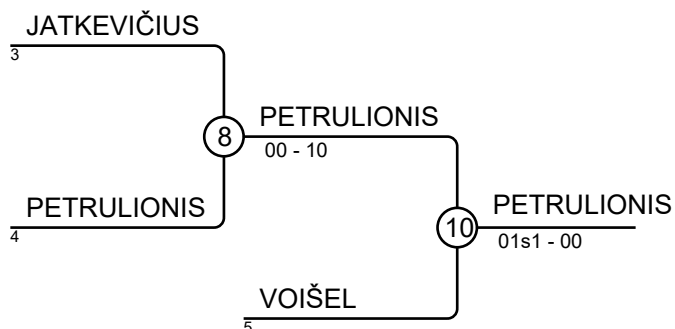 JATKEVIČIUS
3
8
PETRULIONIS
00 - 10
PETRULIONIS
4
10
PETRULIONIS
01s1 - 00
VOIŠEL
5